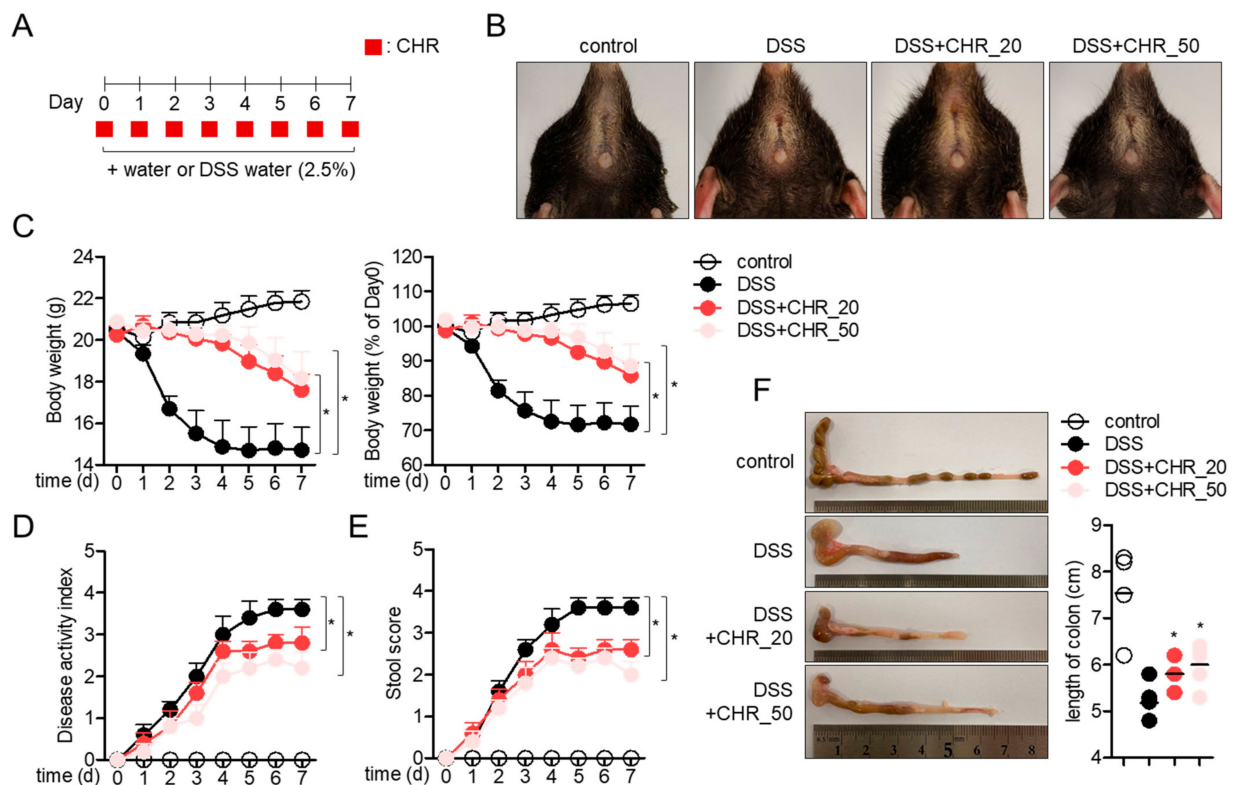 A
: CHR
Day 0 1 2 3 4 5 6 7
+ water or DSS water (2.5%)
B
control DSS DSS+CHR_20 DSS+CHR_50
C
Body weight (g)
22
20
18
16
14
time (d) 0 1 2 3 4 5 6 7
*
*
Body weight (% of Day0)
120
110
100
90
80
70
60
time (d) 0 1 2 3 4 5 6 7
*
*
control
DSS
DSS+CHR_20
DSS+CHR_50
D
Disease activity index
5
4
3
2
1
0
time (d) 0 1 2 3 4 5 6 7
*
*
E
Stool score
5
4
3
2
1
0
time (d) 0 1 2 3 4 5 6 7
*
*
F
control
DSS
DSS
+CHR_20
DSS
+CHR_50
1 2 3 4 5 6 7 8
control
DSS
DSS+CHR_20
DSS+CHR_50
length of colon (cm)
9
8
7
6
5
4
*
*